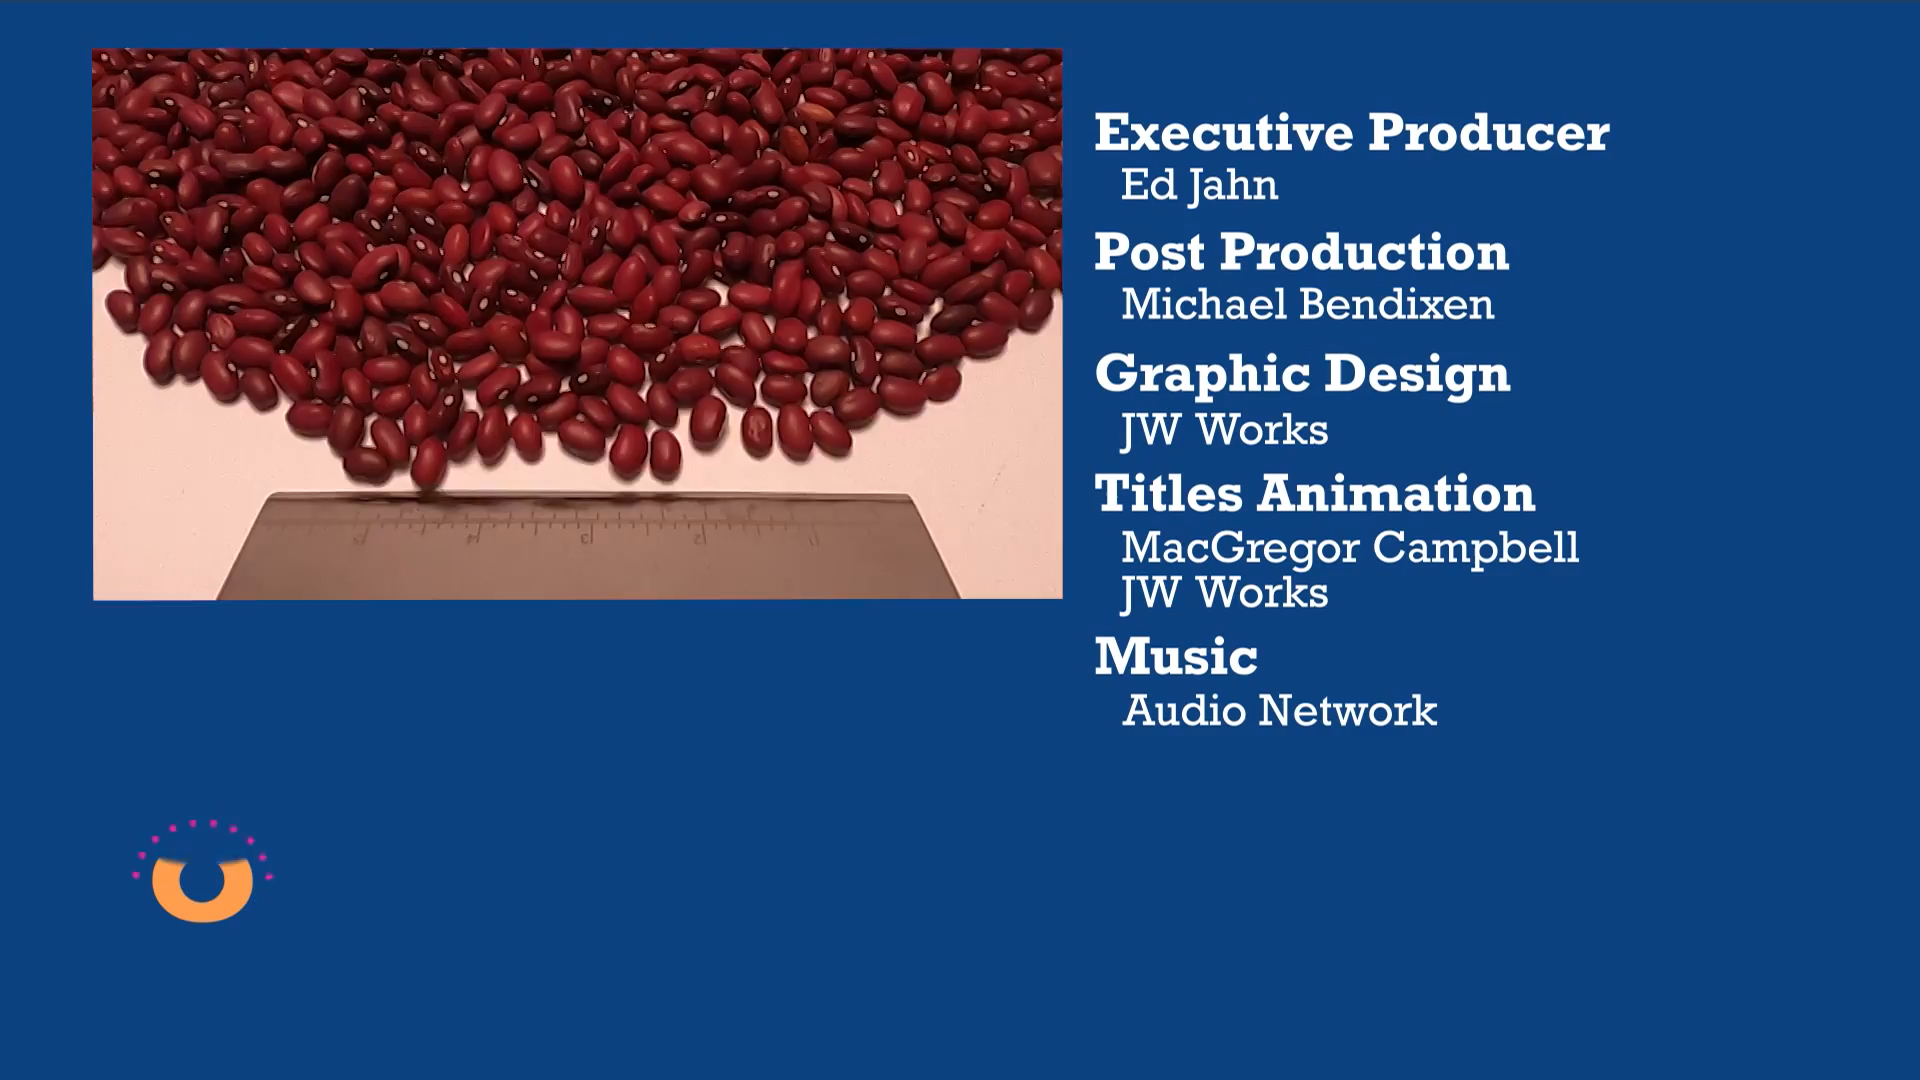 Executive Producer
Ed Jahn
Post Production
Michael Bendixen
Graphic Design
JW Works
Titles Animation
MacGregor Campbell
JW Works
Music
Audio Network